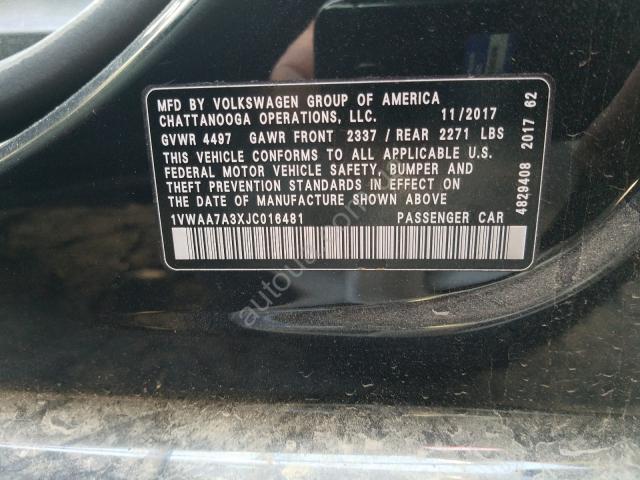 MFD BY VOLKSWAGEN GROUP OF AMERICA
CHATTANOOGA OPERATIONS, LLC. 11/2017
GVWR 4497 GAWR FRONT 2337 / REAR 2271 LBS
THIS VEHICLE CONFORMS TO ALL APPLICABLE U.S.
FEDERAL MOTOR VEHICLE SAFETY, BUMPER AND
THEFT PREVENTION STANDARDS IN EFFECT ON
THE DATE OF MANUFACTURE SHOWN ABOVE
1VWAA7A3XJC016481 PASSENGER CAR
4829408 2017 62